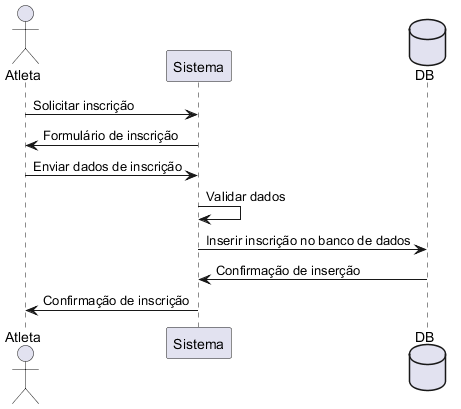 Atleta
Sistema
DB
Solicitar inscrição
Formulário de inscrição
Enviar dados de inscrição
Validar dados
Inserir inscrição no banco de dados
Confirmação de inserção
Confirmação de inscrição
Atleta
Sistema
DB